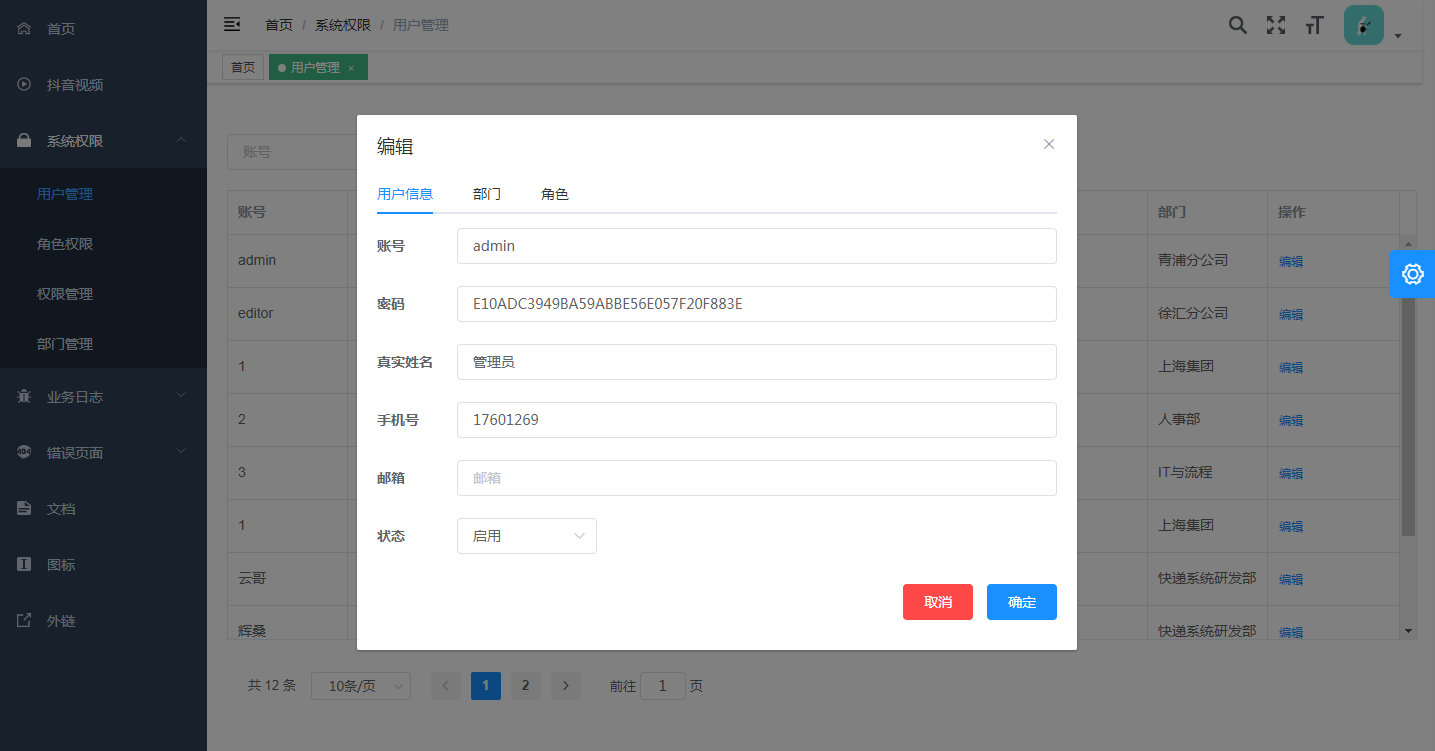 首页
抖音视频
系统权限
用户管理
角色权限
权限管理
部门管理
业务日志
错误页面
文档
图标
外链
首页 / 系统权限 / 用户管理
首页
用户管理 ×
账号
账号 部门 操作
admin 青浦分公司 编辑
editor 徐汇分公司 编辑
1 上海集团 编辑
2 人事部 编辑
3 IT与流程 编辑
1 上海集团 编辑
云哥 快递系统研发部 编辑
辉桑 快递系统研发部 编辑
共 12 条 10条/页 1 2 前往 1 页
编辑
用户信息 部门 角色
账号 admin
密码 E10ADC3949BA59ABBE56E057F20F883E
真实姓名 管理员
手机号 17601269
邮箱 邮箱
状态 启用
取消 确定